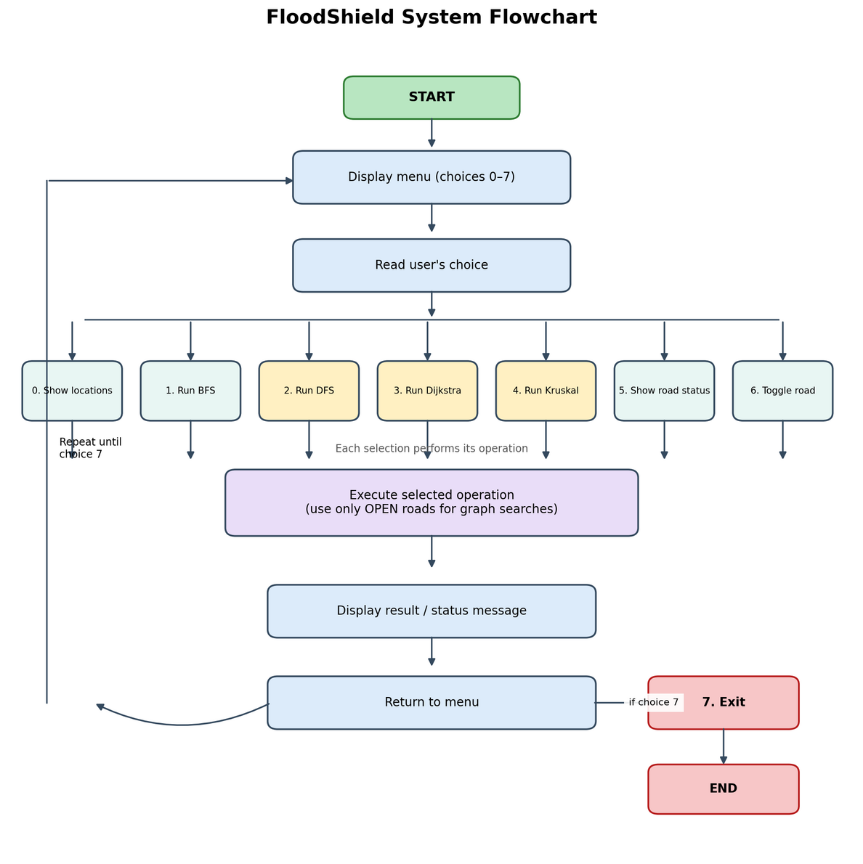 FloodShield System Flowchart
START
Display menu (choices 0–7)
Read user's choice
0. Show locations
1. Run BFS
2. Run DFS
3. Run Dijkstra
4. Run Kruskal
5. Show road status
6. Toggle road
Repeat until
choice 7
Each selection performs its operation
Execute selected operation
(use only OPEN roads for graph searches)
Display result / status message
Return to menu
if choice 7
7. Exit
END